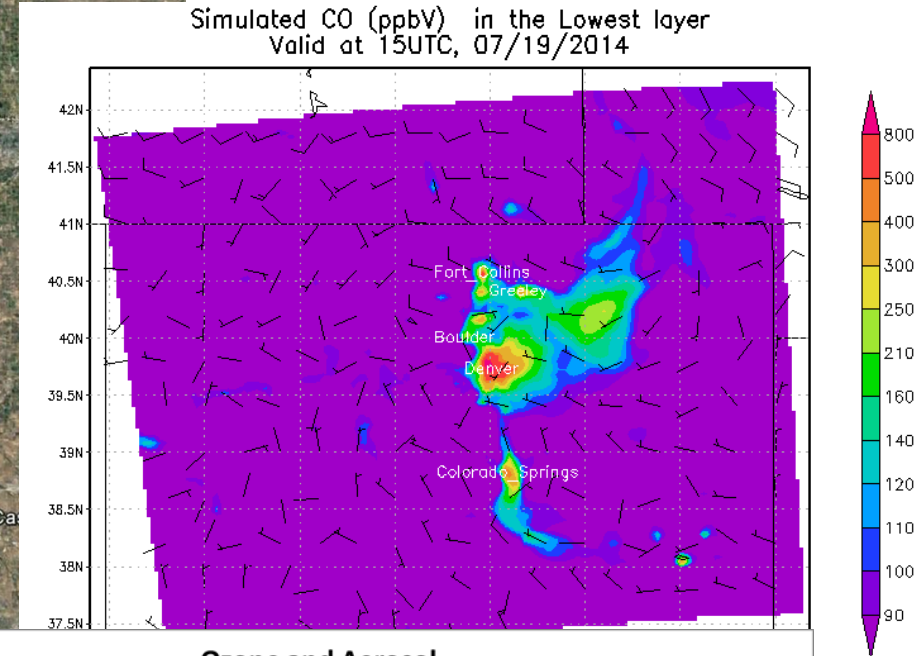 Simulated CO (ppbV) in the Lowest layer
Valid at 15UTC, 07/19/2014
42N
41.5N
41N
40.5N
40N
39.5N
39N
38.5N
38N
37.5N
Fort_Collins
Greeley
Boulder
Denver
Colorado_Springs
800
500
400
300
250
210
160
140
120
110
100
90